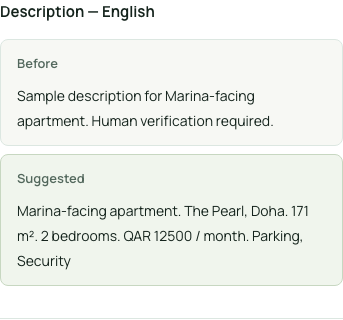 Description — English
Before
Sample description for Marina-facing
apartment. Human verification required.
Suggested
Marina-facing apartment. The Pearl, Doha. 171
m². 2 bedrooms. QAR 12500 / month. Parking,
Security